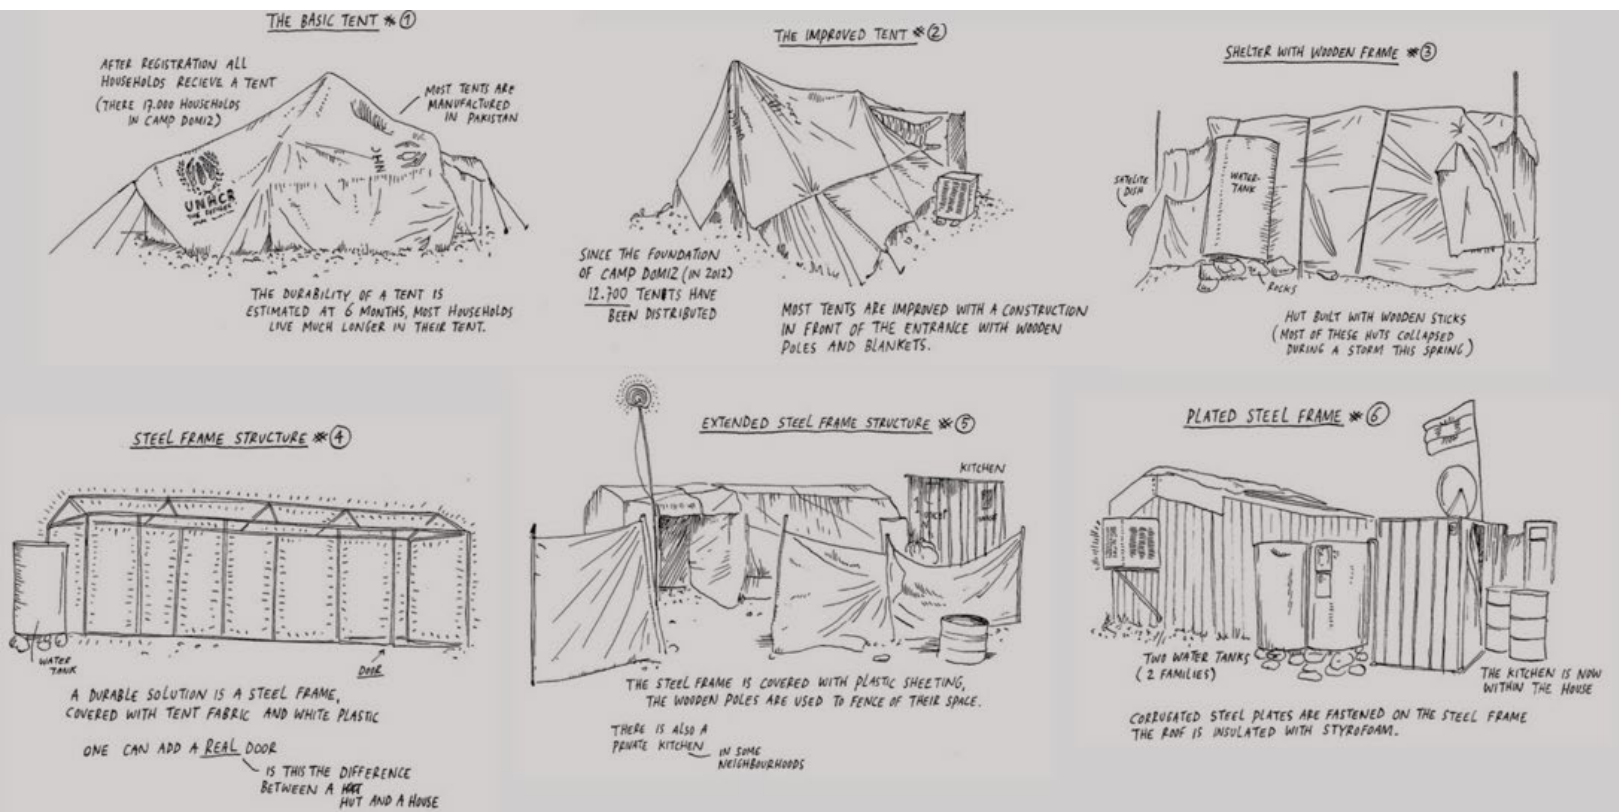 THE BASIC TENT #①
AFTER REGISTRATION ALL
HOUSEHOLDS RECIEVE A TENT
(THERE 17.000 HOUSEHOLDS
IN CAMP DOMIZ)
MOST TENTS ARE
MANUFACTURED
IN PAKISTAN
UNHCR
THE DURABILITY OF A TENT IS
ESTIMATED AT 6 MONTHS, MOST HOUSEHOLDS
LIVE MUCH LONGER IN THEIR TENT.
THE IMPROVED TENT #②
SINCE THE FOUNDATION
OF CAMP DOMIZ (IN 2012)
12.700 TENTS HAVE
BEEN DISTRIBUTED
MOST TENTS ARE IMPROVED WITH A CONSTRUCTION
IN FRONT OF THE ENTRANCE WITH WOODEN
POLES AND BLANKETS.
SHELTER WITH WOODEN FRAME #③
SATELITE
DISH
WATER-
TANK
ROCKS
HUT BUILT WITH WOODEN STICKS
(MOST OF THESE HUTS COLLAPSED
DURING A STORM THIS SPRING)
STEEL FRAME STRUCTURE #④
WATER
TANK
DOOR
A DURABLE SOLUTION IS A STEEL FRAME,
COVERED WITH TENT FABRIC AND WHITE PLASTIC
ONE CAN ADD A REAL DOOR
IS THIS THE DIFFERENCE
BETWEEN A
HUT AND A HOUSE
EXTENDED STEEL FRAME STRUCTURE #⑤
KITCHEN
THE STEEL FRAME IS COVERED WITH PLASTIC SHEETING,
THE WOODEN POLES ARE USED TO FENCE OF THEIR SPACE.
THERE IS ALSO A
PRIVATE KITCHEN IN SOME
NEIGHBOURHOODS
PLATED STEEL FRAME #⑥
TWO WATER TANKS
(2 FAMILIES)
THE KITCHEN IS NOW
WITHIN THE HOUSE
CORRUGATED STEEL PLATES ARE FASTENED ON THE STEEL FRAME
THE ROOF IS INSULATED WITH STYROFOAM.